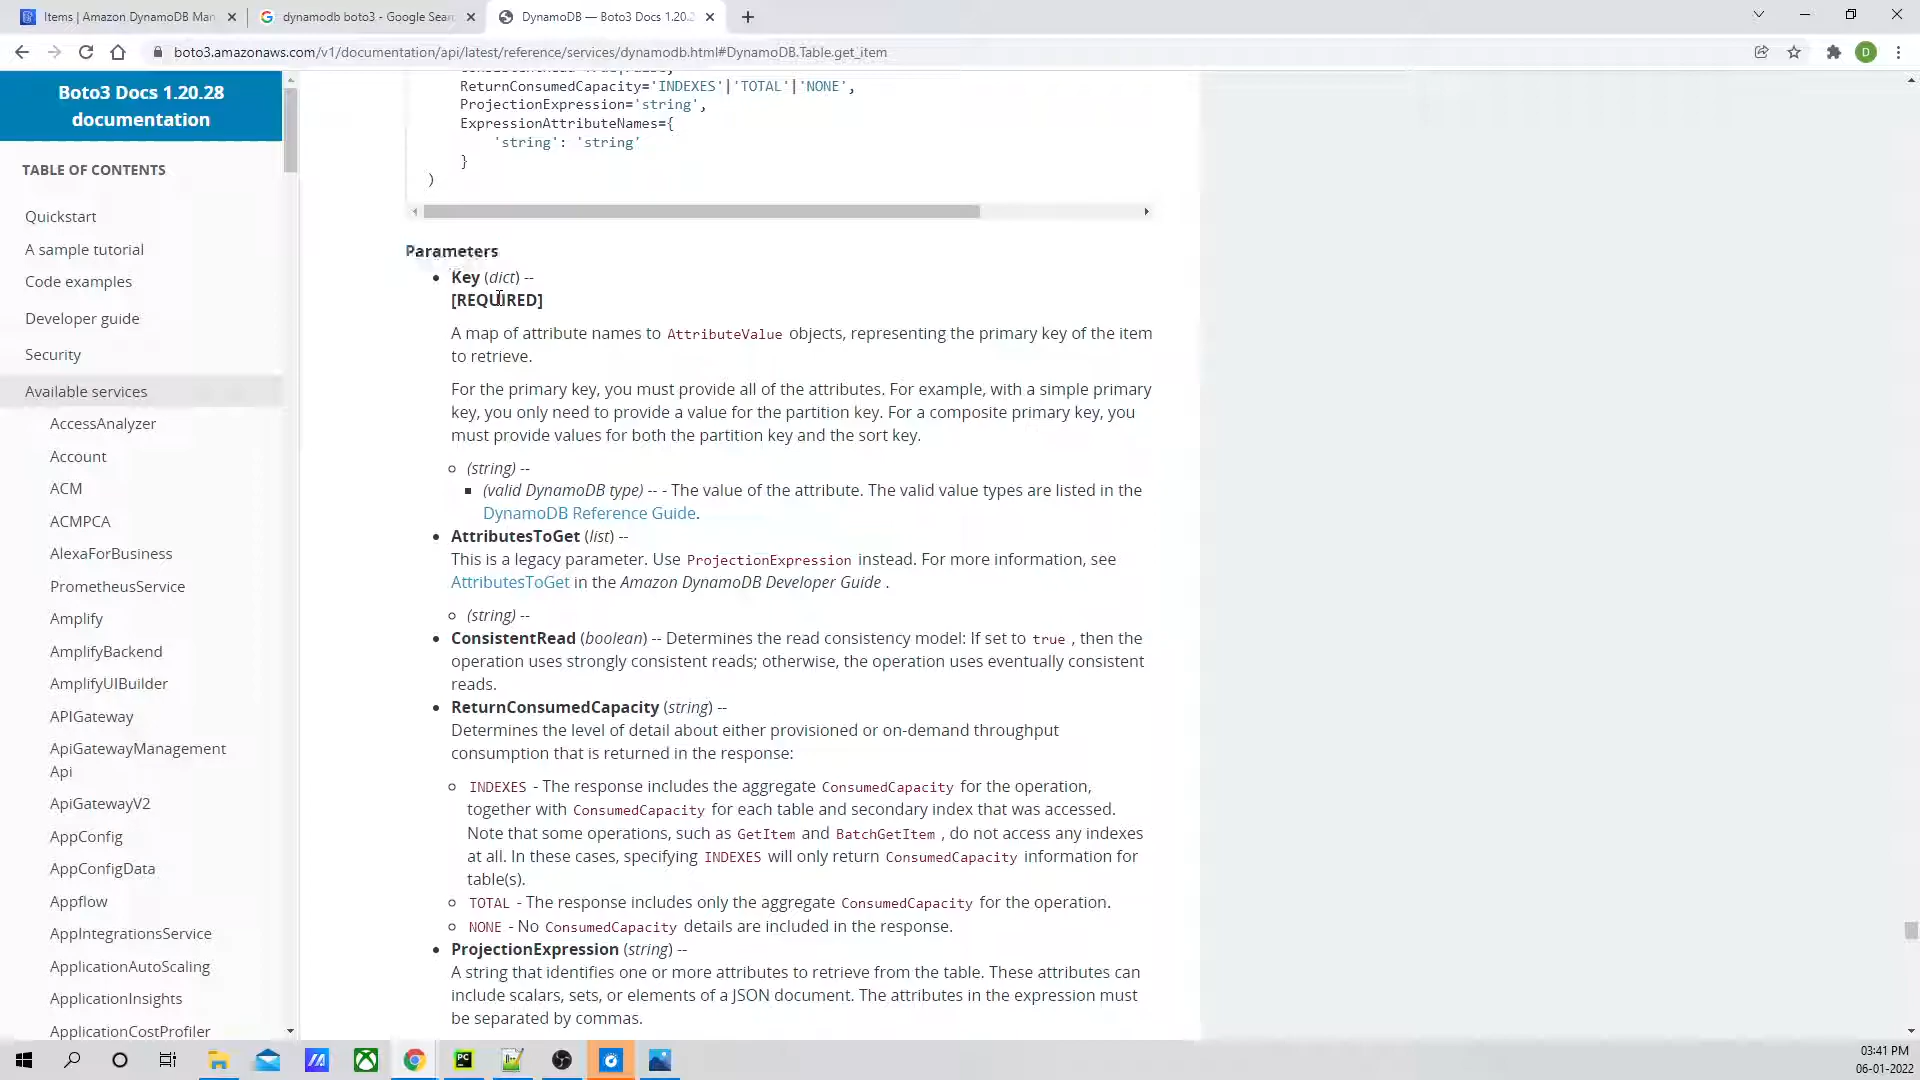 Items | Amazon DynamoDB Man
dynamodb boto3 - Google Sear
DynamoDB — Boto3 Docs 1.20.2
boto3.amazonaws.com/v1/documentation/api/latest/reference/services/dynamodb.html#DynamoDB.Table.get_item
D
Boto3 Docs 1.20.28
documentation
TABLE OF CONTENTS
Quickstart
A sample tutorial
Code examples
Developer guide
Security
Available services
AccessAnalyzer
Account
ACM
ACMPCA
AlexaForBusiness
PrometheusService
Amplify
AmplifyBackend
AmplifyUIBuilder
APIGateway
ApiGatewayManagement
Api
ApiGatewayV2
AppConfig
AppConfigData
Appflow
AppIntegrationsService
ApplicationAutoScaling
ApplicationInsights
ApplicationCostProfiler
ReturnConsumedCapacity='INDEXES'|'TOTAL'|'NONE',
ProjectionExpression='string',
ExpressionAttributeNames={
'string': 'string'
}
)
Parameters
Key (dict) --
[REQUIRED]
A map of attribute names to AttributeValue objects, representing the primary key of the item
to retrieve.
For the primary key, you must provide all of the attributes. For example, with a simple primary
key, you only need to provide a value for the partition key. For a composite primary key, you
must provide values for both the partition key and the sort key.
(string) --
(valid DynamoDB type) -- - The value of the attribute. The valid value types are listed in the
DynamoDB Reference Guide.
AttributesToGet (list) --
This is a legacy parameter. Use ProjectionExpression instead. For more information, see
AttributesToGet in the Amazon DynamoDB Developer Guide .
(string) --
ConsistentRead (boolean) -- Determines the read consistency model: If set to true , then the
operation uses strongly consistent reads; otherwise, the operation uses eventually consistent
reads.
ReturnConsumedCapacity (string) --
Determines the level of detail about either provisioned or on-demand throughput
consumption that is returned in the response:
INDEXES - The response includes the aggregate ConsumedCapacity for the operation,
together with ConsumedCapacity for each table and secondary index that was accessed.
Note that some operations, such as GetItem and BatchGetItem , do not access any indexes
at all. In these cases, specifying INDEXES will only return ConsumedCapacity information for
table(s).
TOTAL - The response includes only the aggregate ConsumedCapacity for the operation.
NONE - No ConsumedCapacity details are included in the response.
ProjectionExpression (string) --
A string that identifies one or more attributes to retrieve from the table. These attributes can
include scalars, sets, or elements of a JSON document. The attributes in the expression must
be separated by commas.
PC
03:41 PM
06-01-2022